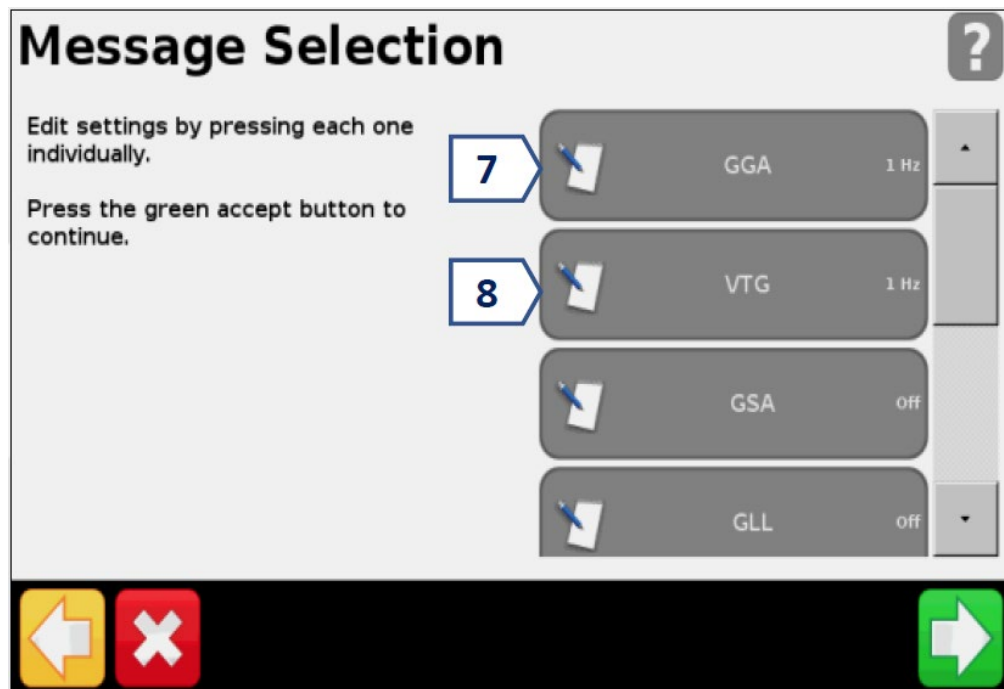 Message Selection
?
Edit settings by pressing each one
individually.
Press the green accept button to
continue.
7
GGA
1 Hz
8
VTG
1 Hz
GSA
Off
GLL
Off